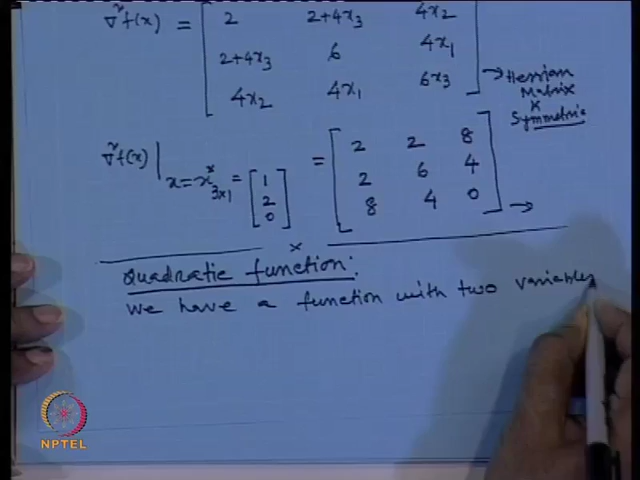 ∇²f(x) = [ 2 2+4x₃ 4x₂
2+4x₃ 6 4x₁
4x₂ 4x₁ 6x₃ ] → Hessian
Matrix
x
Symmetric
∇²f(x)|x=x*3x1 = [ 1 2 0 ] = [ 2 2 8
2 6 4
8 4 0 ] →
x
Quadratic function:
we have a function with two variables
NPTEL